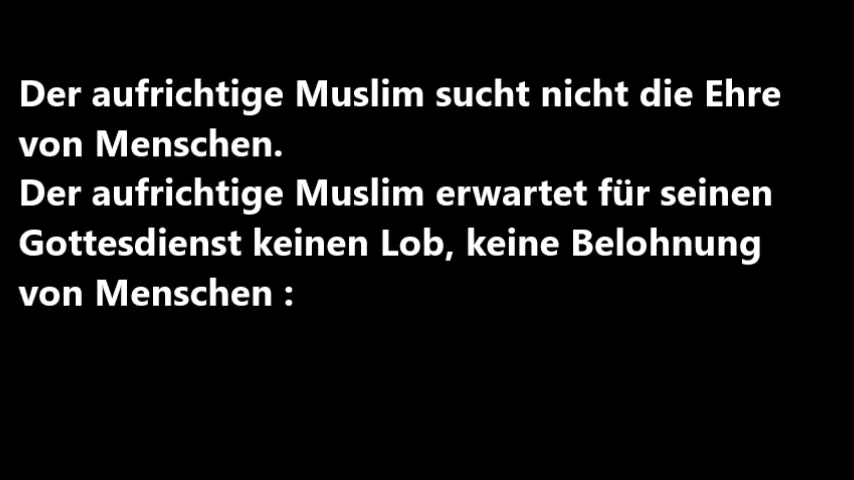 Der aufrichtige Muslim sucht nicht die Ehre
von Menschen.
Der aufrichtige Muslim erwartet für seinen
Gottesdienst keinen Lob, keine Belohnung
von Menschen :